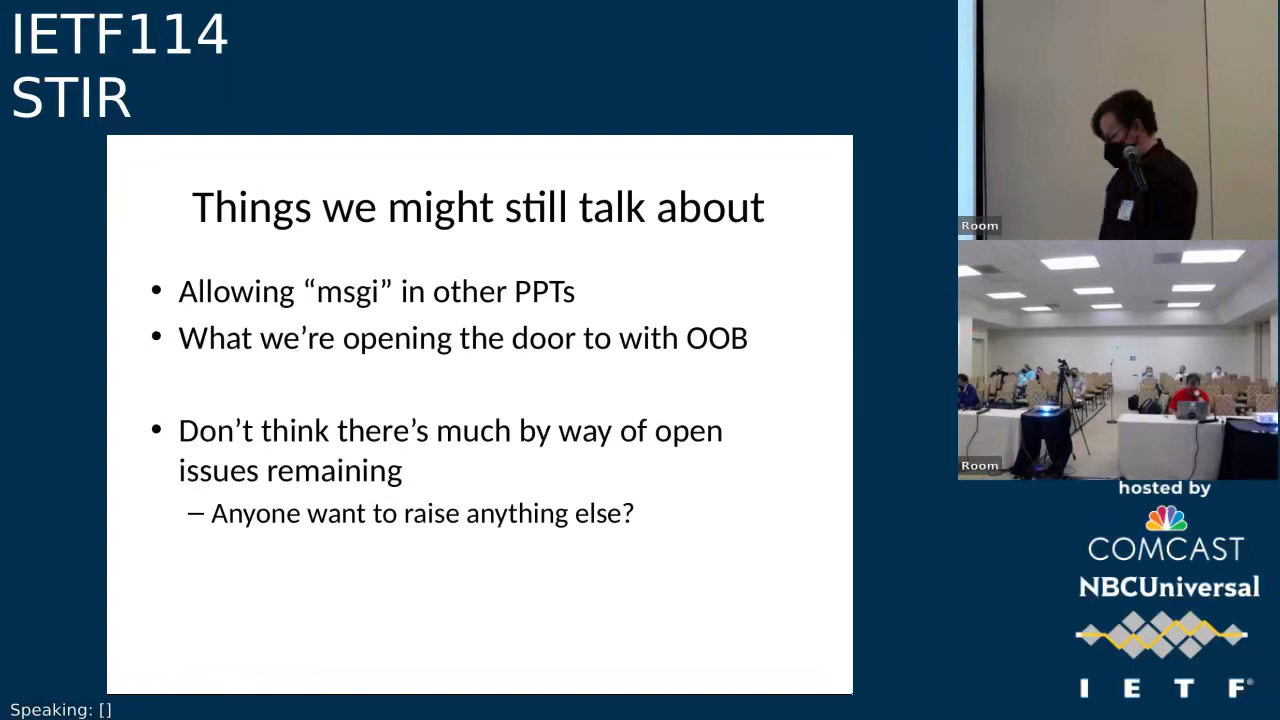 IETF114
STIR
Things we might still talk about
• Allowing “msgi” in other PPTs
• What we’re opening the door to with OOB
• Don’t think there’s much by way of open
issues remaining
– Anyone want to raise anything else?
Room
Room
hosted by
COMCAST
NBCUniversal
I E T F®
Speaking: []